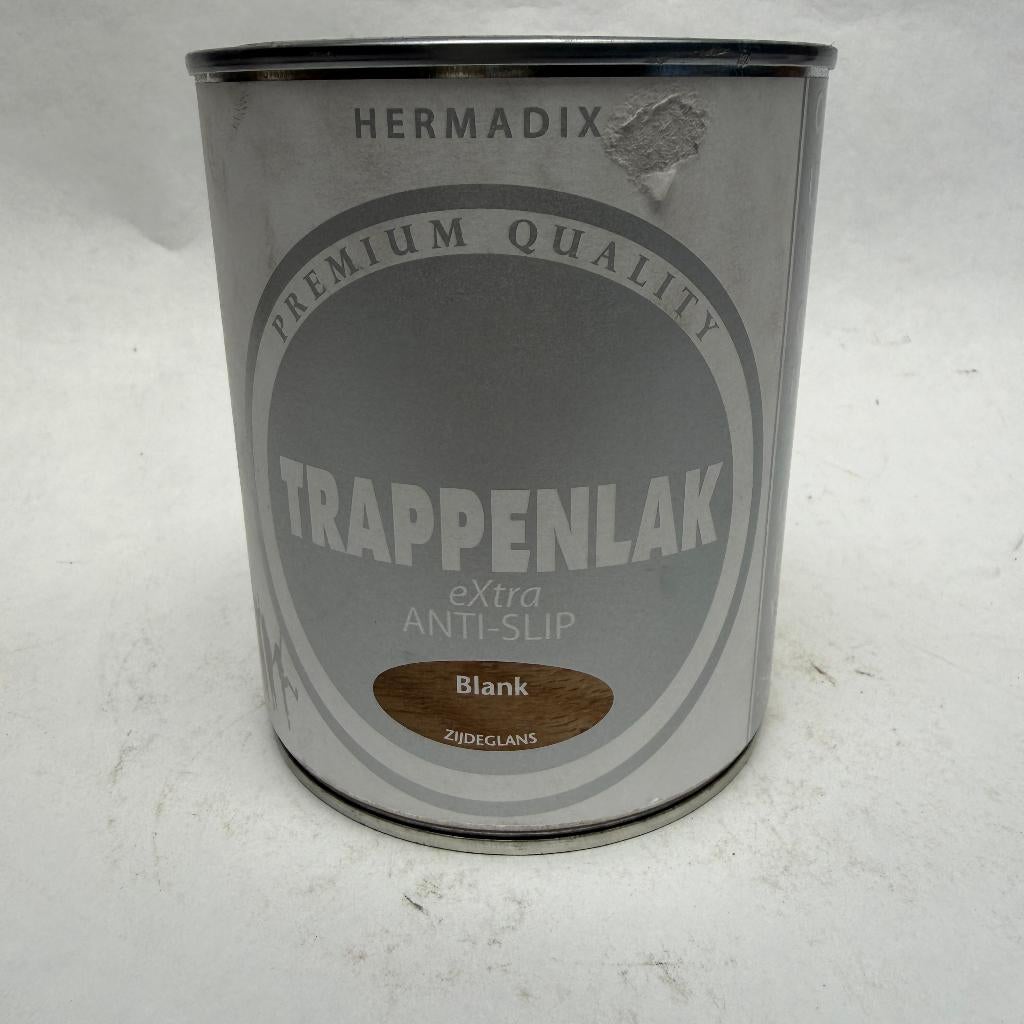 HERMADIX
PREMIUM QUALITY
TRAPPENLAK
eXtra
ANTI-SLIP
Blank
ZIJDEGLANS